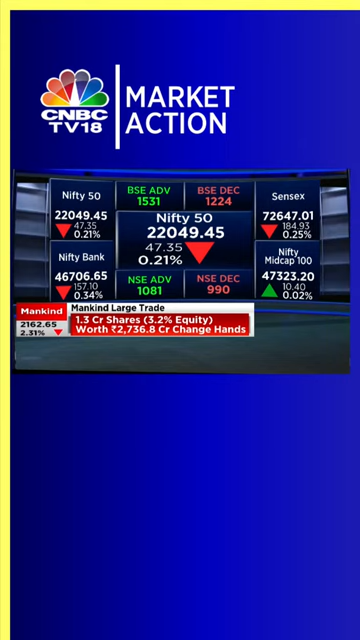 CNBC
TV18
MARKET
ACTION
Nifty 50
22049.45
47.35
0.21%
BSE ADV
1531
BSE DEC
1224
Sensex
72647.01
184.93
0.25%
Nifty 50
22049.45
47.35
0.21%
Nifty Bank
46706.65
157.10
0.34%
Nifty
Midcap 100
47323.20
10.40
0.02%
NSE ADV
1081
NSE DEC
990
Mankind
2162.65
2.31%
Mankind Large Trade
1.3 Cr Shares (3.2% Equity)
Worth ₹2,736.8 Cr Change Hands